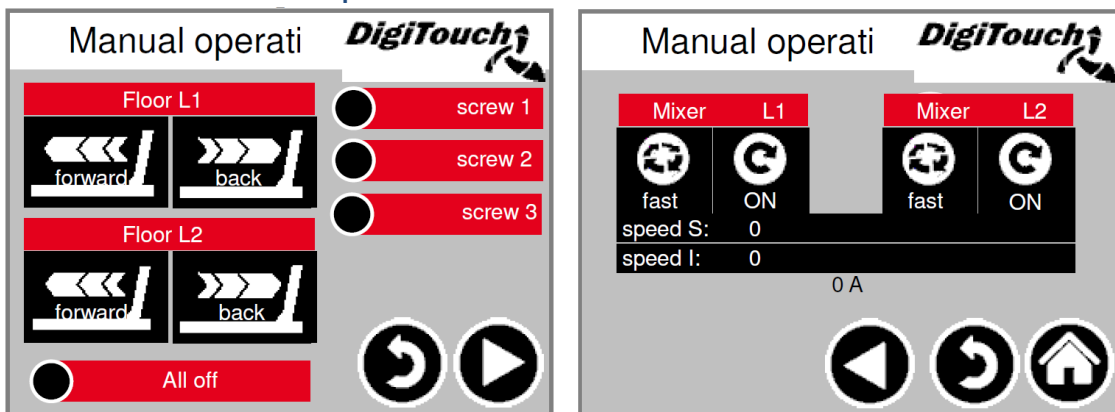 Manual operati
DigiTouch
Floor L1
forward
back
screw 1
screw 2
screw 3
Floor L2
forward
back
All off
Manual operati
DigiTouch
Mixer L1
Mixer L2
fast
ON
fast
ON
speed S: 0
speed I: 0
0 A